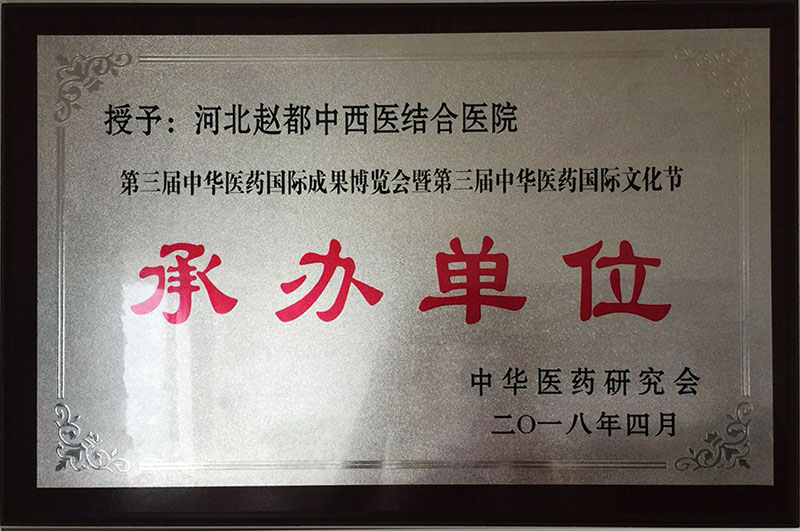 授予：河北赵都中西医结合医院
第三届中华医药国际成果博览会暨第三届中华医药国际文化节
承办单位
中华医药研究会
二〇一八年四月